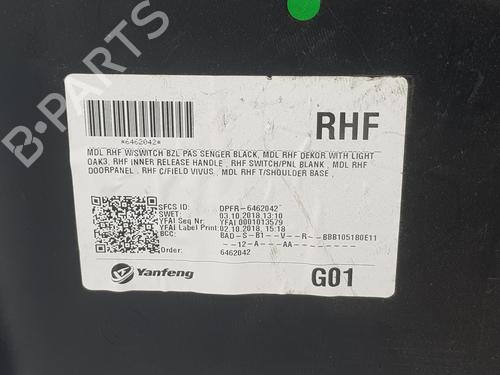 *6462042*
RHF
MDL RHF W/SWITCH BZL PAS SENGER BLACK, MDL RHF DEKOR WITH LIGHT
OAK3, RHF INNER RELEASE HANDLE , RHF SWITCH/PNL BLANK , MDL RHF
DOORPANEL , RHF C/FIELD VIVUS , MDL RHF T/SHOULDER BASE ,
SFCS ID: DPFR-6462042
SWET: 03.10.2018 13:10
YFAI Seq Nr: YFAI 0001013579
YFAI Label Print: 02.10.2018, 15:18
BCC: BAD--S--B1--V--R--BBB105180E11
--12-A---AA----------
Order: 6462042
Yanfeng
G01
B-PARTS